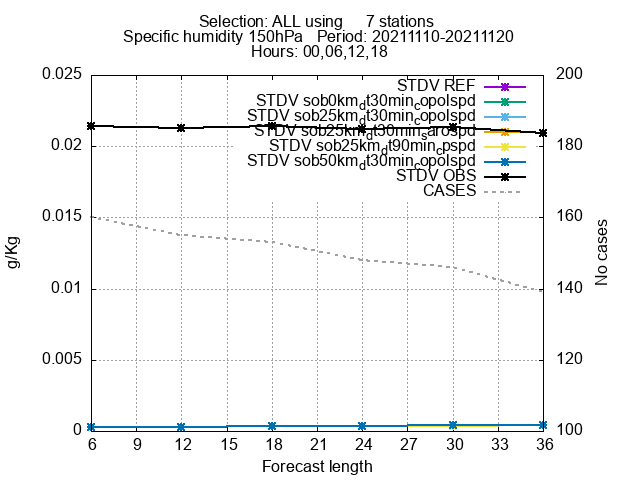 Selection: ALL using 7 stations
Specific humidity 150hPa Period: 20211110-20211120
Hours: 00,06,12,18
0.025
0.02
0.015
0.01
0.005
0
g/Kg
STDV REF
STDV sob0km_dt30min_copolspd
STDV sob25km_dt30min_copolspd
STDV sob25km_dt30min_sarospd
STDV sob25km_dt90min_cpspd
STDV sob50km_dt30min_copolspd
STDV OBS
CASES
200
180
160
140
120
100
No cases
6 9 12 15 18 21 24 27 30 33 36
Forecast length